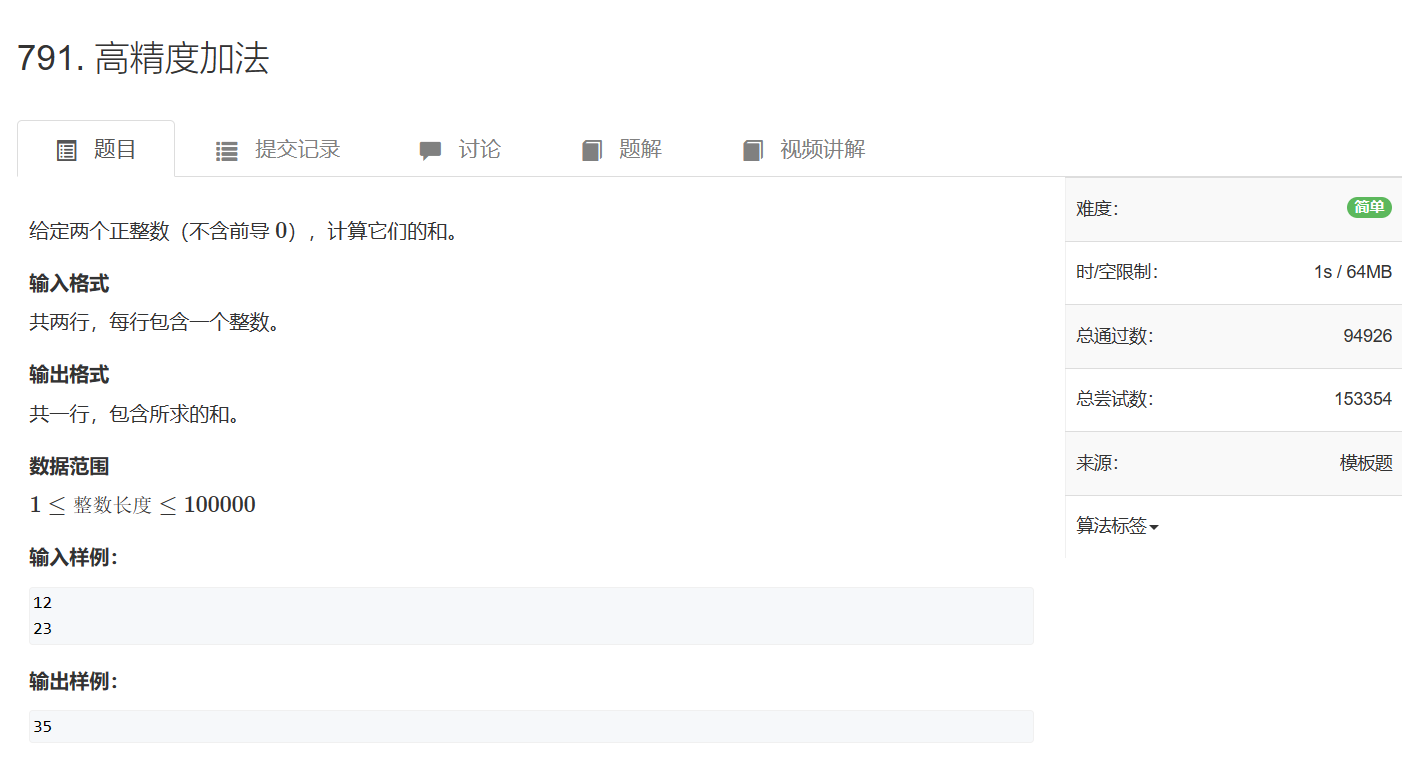 791. 高精度加法
题目 提交记录 讨论 题解 视频讲解
给定两个正整数（不含前导 0），计算它们的和。
输入格式
共两行，每行包含一个整数。
输出格式
共一行，包含所求的和。
数据范围
1 ≤ 整数长度 ≤ 100000
输入样例：
12
23
输出样例：
35
难度： 简单
时/空限制： 1s / 64MB
总通过数： 94926
总尝试数： 153354
来源： 模板题
算法标签